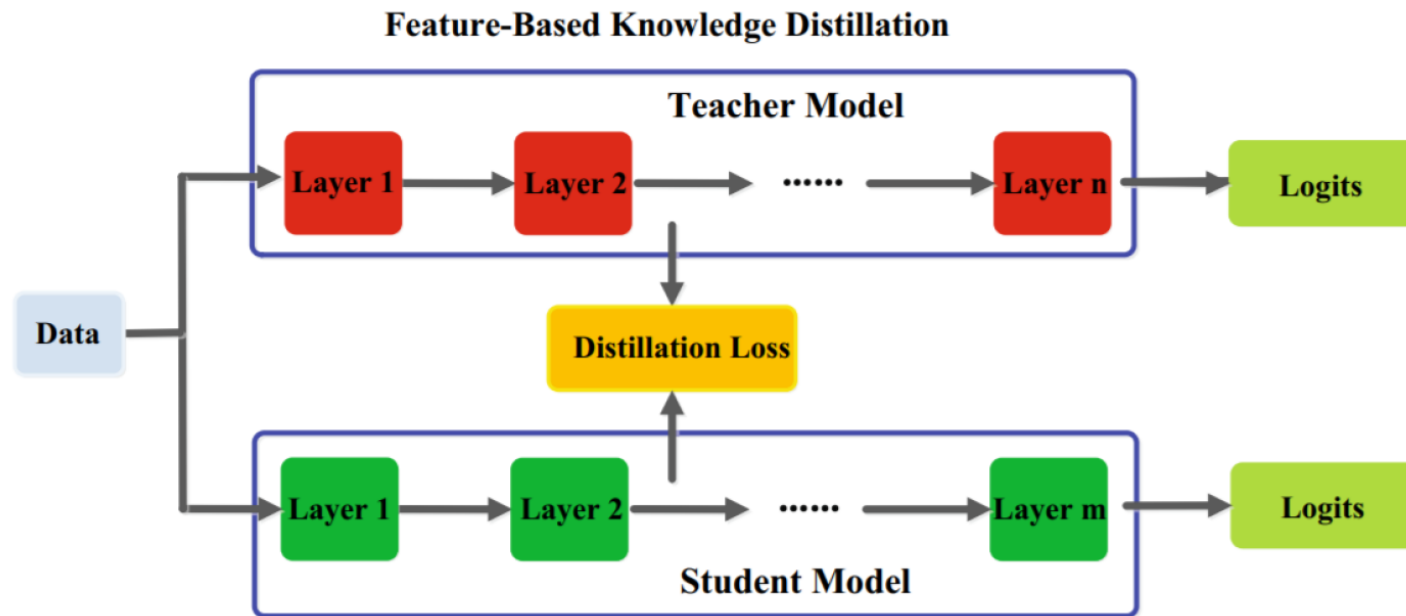 Feature-Based Knowledge Distillation
Teacher Model
Layer 1
Layer 2
......
Layer n
Logits
Data
Distillation Loss
Layer 1
Layer 2
......
Layer m
Logits
Student Model